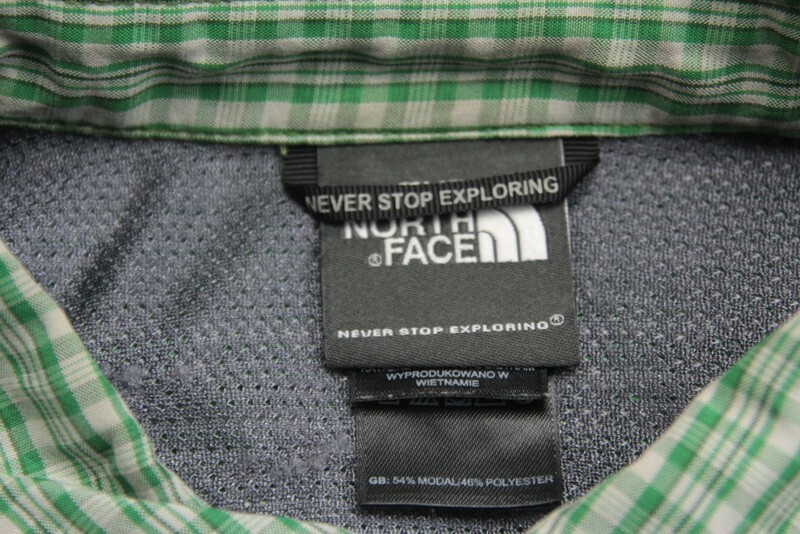 NEVER STOP EXPLORING
NORTH
® FACE
NEVER STOP EXPLORING®
WYPRODUKOWANO W
WIETNAMIE
GB: 54% MODAL/46% POLYESTER